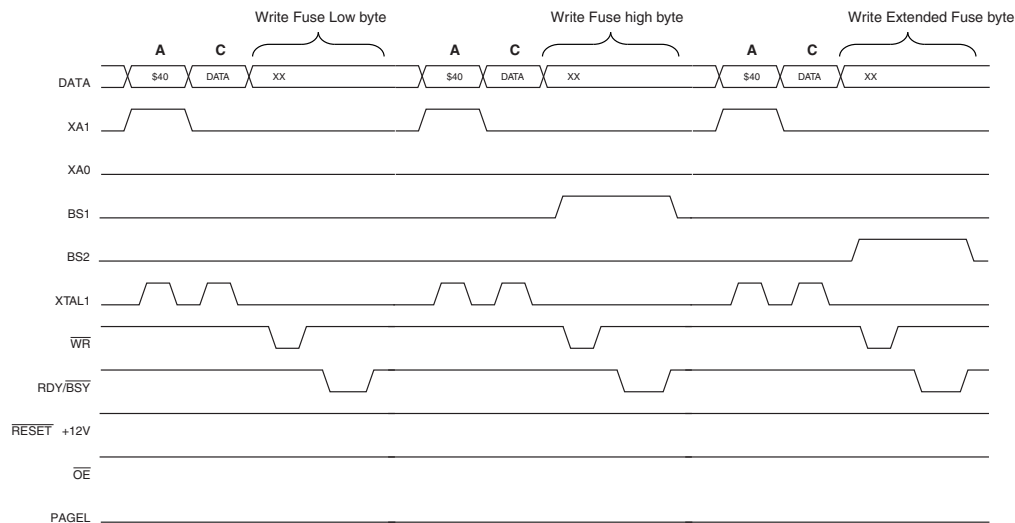 Write Fuse Low byte Write Fuse high byte Write Extended Fuse byte
A C A C A C
DATA $40 DATA XX $40 DATA XX $40 DATA XX
XA1
XA0
BS1
BS2
XTAL1
WR
RDY/BSY
RESET +12V
OE
PAGEL